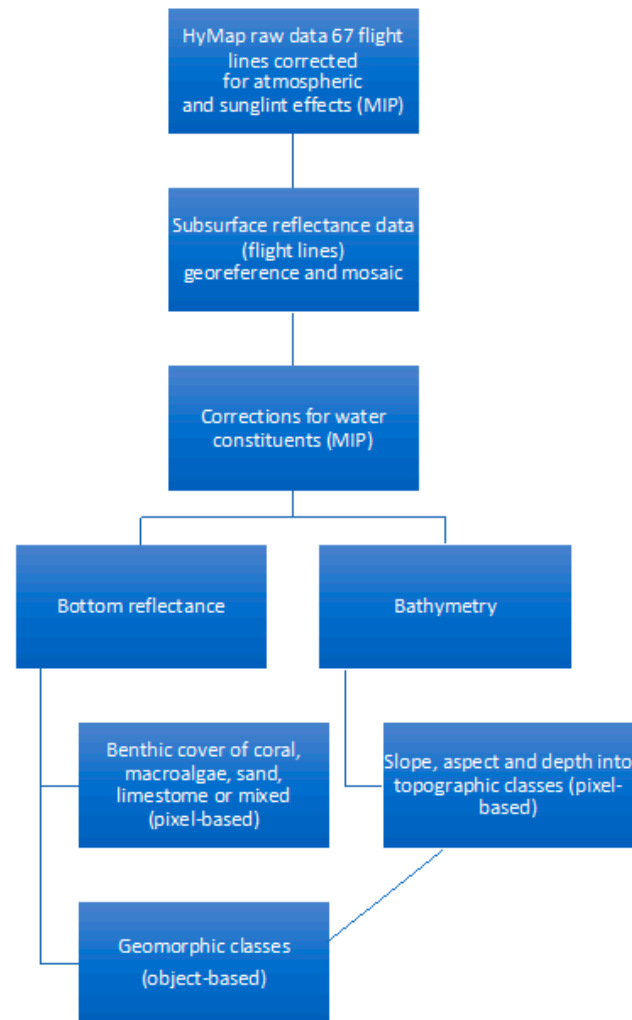 HyMap raw data 67 flight
lines corrected
for atmospheric
and sunglint effects (MIP)
Subsurface reflectance data
(flight lines)
georeference and mosaic
Corrections for water
constituents (MIP)
Bottom reflectance
Bathymetry
Benthic cover of coral,
macroalgae, sand,
limestome or mixed
(pixel-based)
Slope, aspect and depth into
topographic classes (pixel-
based)
Geomorphic classes
(object-based)